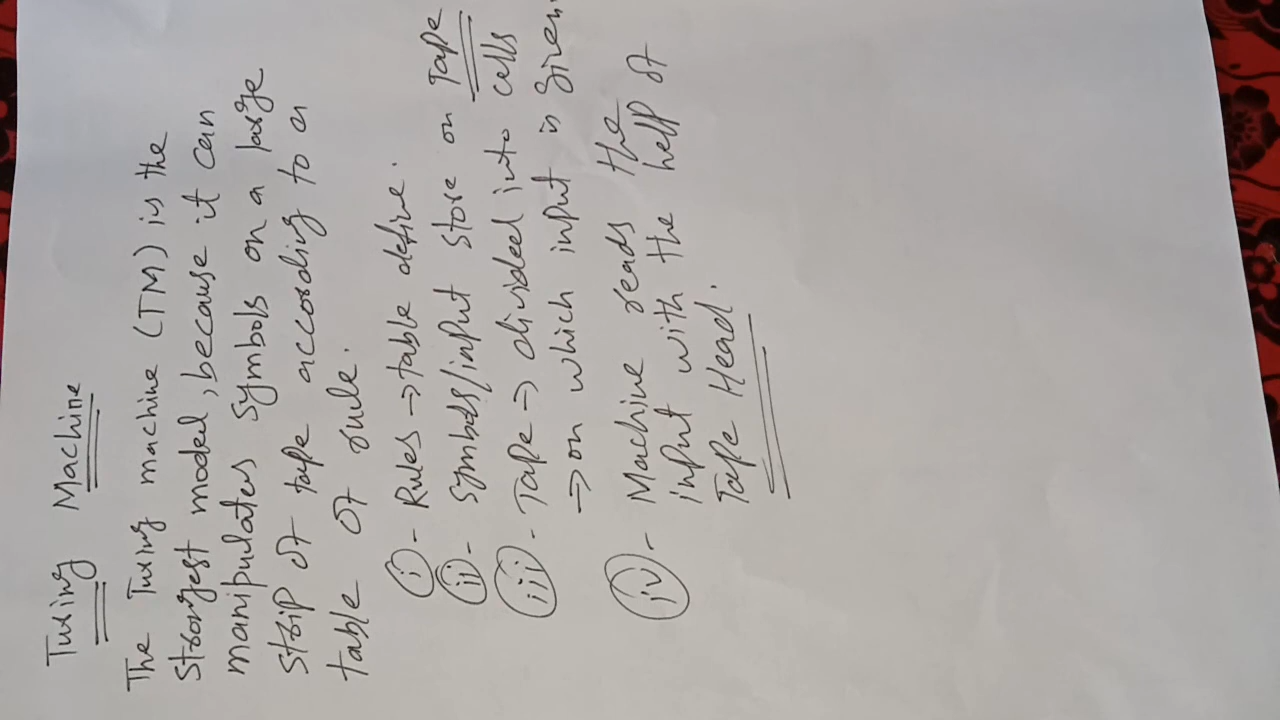 Turing Machine
The Turing machine (TM) is the
strongest model, because it can
manipulates symbols on a large
strip of tape according to a
table of rule.
(i) - Rules → table define.
(ii) - symbols/input store on Tape
(iii) - Tape → divideed into cells
→ on which input is given.
(iv) - Machine reads the
input with the help of
Tape Head.